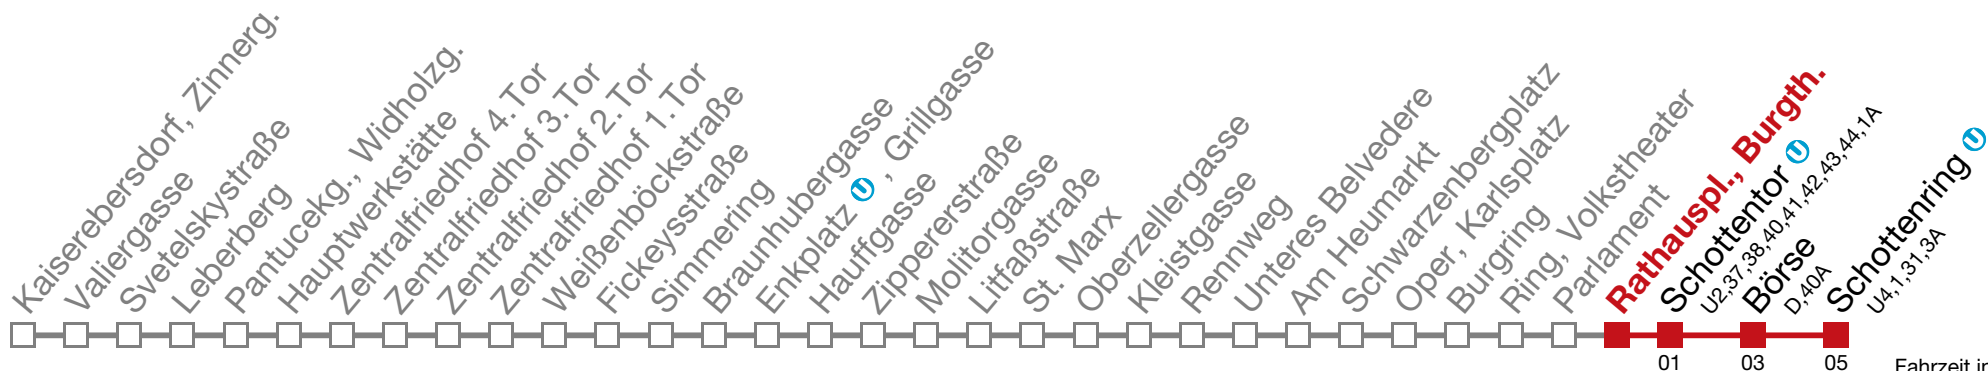 Kaiserebersdorf, Zinnerg.
Valiergasse
Svetelskystraße
Leberberg
Pantucekg., Widholzg.
Hauptwerkstätte
Zentralfriedhof 4. Tor
Zentralfriedhof 3. Tor
Zentralfriedhof 2. Tor
Zentralfriedhof 1. Tor
Weißenböckstraße
Fickeysstraße
Simmering
Braunhubergasse
Enkplatz U , Grillgasse
Hauffgasse
Zippererstraße
Molitorgasse
Litfaßstraße
St. Marx
Oberzellergasse
Kleistgasse
Rennweg
Unteres Belvedere
Am Heumarkt
Schwarzenbergplatz
Oper, Karlsplatz
Burgring
Ring, Volkstheater
Parlament
Rathauspl., Burgth.
Schottentor U
U2,37,38,40,41,42,43,44,1A
Börse
D,40A
Schottenring U
U4,1,31,3A
01
03
05
Fahrzeit in